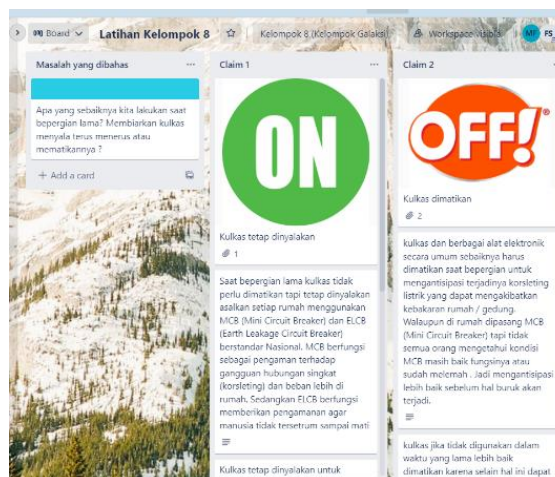 Board
Latihan Kelompok 8
Kelompok 8 (Kelompok Galaksi
Workspace visible
MF
FS
Masalah yang dibahas
Apa yang sebaiknya kita lakukan saat
bepergian lama? Membiarkan kulkas
menyala terus menerus atau
mematikannya ?
+ Add a card
Claim 1
ON
Kulkas tetap dinyalakan
1
Saat bepergian lama kulkas tidak
perlu dimatikan tapi tetap dinyalakan
asalkan setiap rumah menggunakan
MCB (Mini Circuit Breaker) dan ELCB
(Earth Leakage Circuit Breaker)
berstandar Nasional. MCB berfungsi
sebagai pengaman terhadap
gangguan hubungan singkat
(korsleting) dan beban lebih di
rumah. Sedangkan ELCB berfungsi
memberikan pengamanan agar
manusia tidak tersetrum sampai mati
Kulkas tetap dinyalakan untuk
Claim 2
OFF!
Kulkas dimatikan
2
kulkas dan berbagai alat elektronik
secara umum sebaiknya harus
dimatikan saat bepergian untuk
mengantisipasi terjadinya korsleting
listrik yang dapat mengakibatkan
kebakaran rumah / gedung.
Walaupun di rumah dipasang MCB
(Mini Circuit Breaker) tapi tidak
semua orang mengetahui kondisi
MCB masih baik fungsinya atau
sudah melemah . Jadi mengantisipasi
lebih baik sebelum hal buruk akan
terjadi.
kulkas jika tidak digunakan dalam
waktu yang lama lebih baik
dimatikan karena selain hal ini dapat